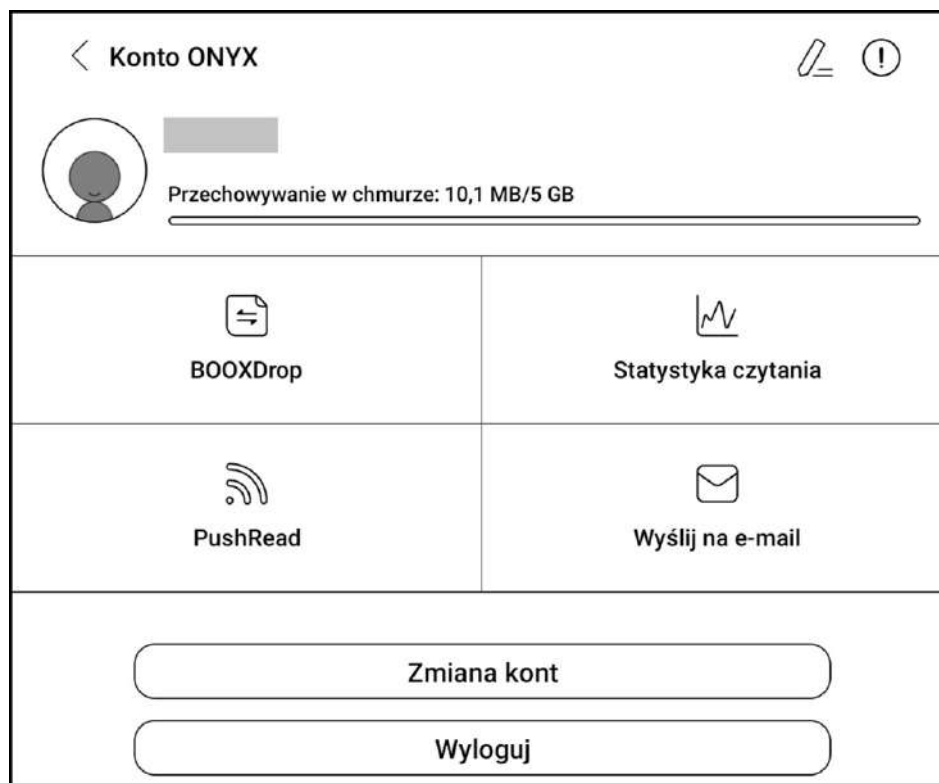 Konto ONYX
Przechowywanie w chmurze: 10,1 MB/5 GB
BOOXDrop
Statystyka czytania
PushRead
Wyślij na e-mail
Zmiana kont
Wyloguj